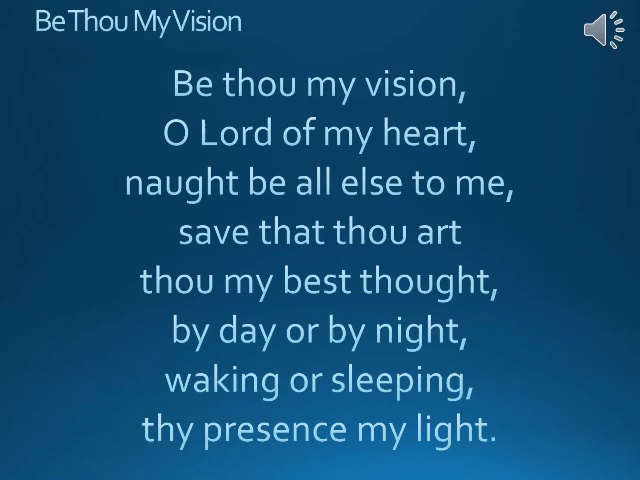 Be Thou My Vision
Be thou my vision,
O Lord of my heart,
naught be all else to me,
save that thou art
thou my best thought,
by day or by night,
waking or sleeping,
thy presence my light.